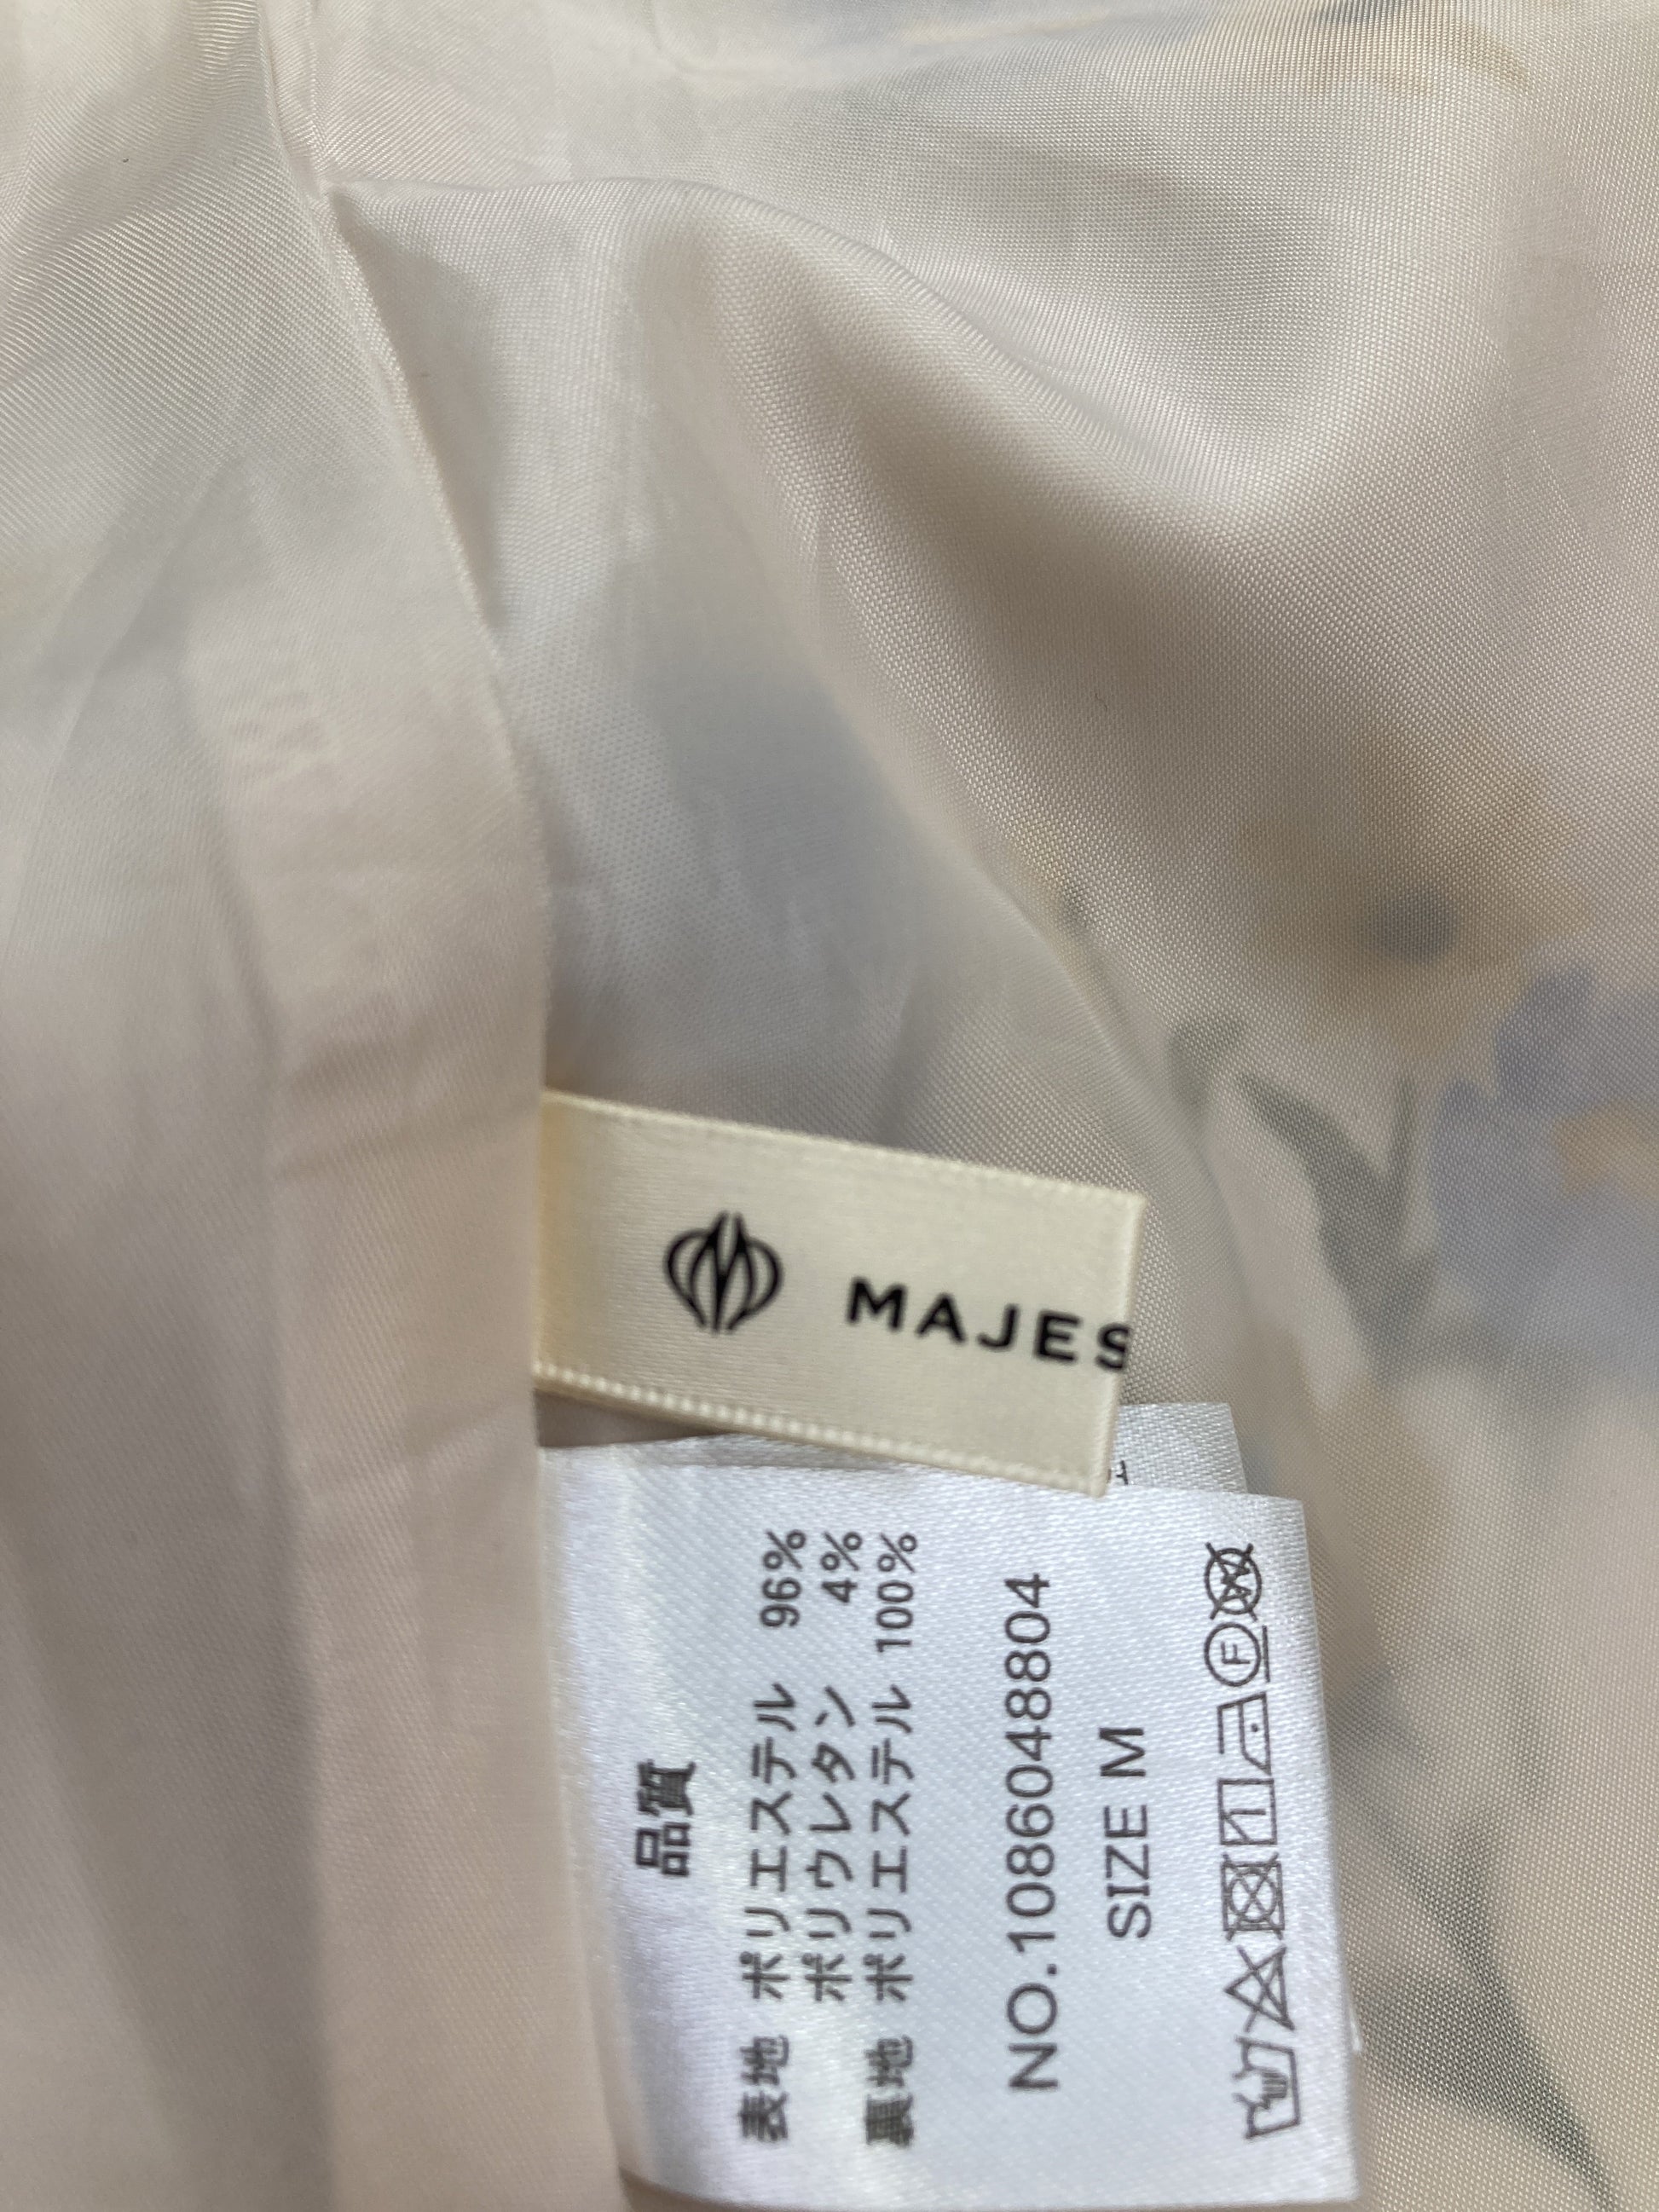 MAJES
品質
表地 ポリエステル 96%
ポリウレタン 4%
裏地 ポリエステル 100%
NO.1086048804
SIZE M